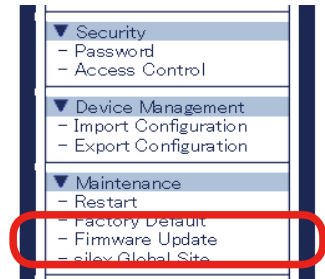 ▼ Security
- Password
- Access Control
▼ Device Management
- Import Configuration
- Export Configuration
▼ Maintenance
- Restart
- Factory Default
- Firmware Update
- silex Global Site